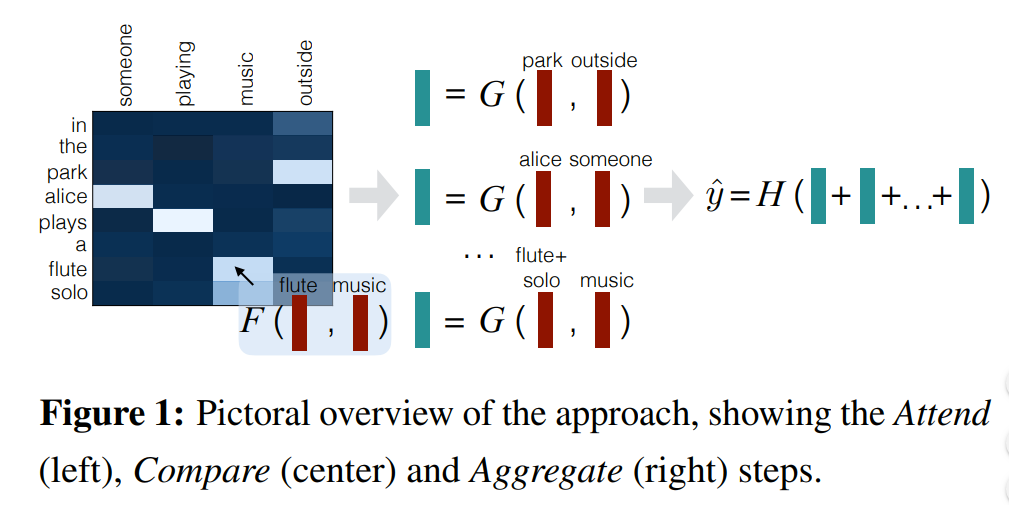 someone playing music outside
in
the
park
alice
plays
a
flute
solo
park outside
= G ( , )
alice someone
= G ( , )
... flute+
solo music
= G ( , )
flute music
F ( , )
ŷ = H ( + +...+ )
Figure 1: Pictoral overview of the approach, showing the Attend
(left), Compare (center) and Aggregate (right) steps.